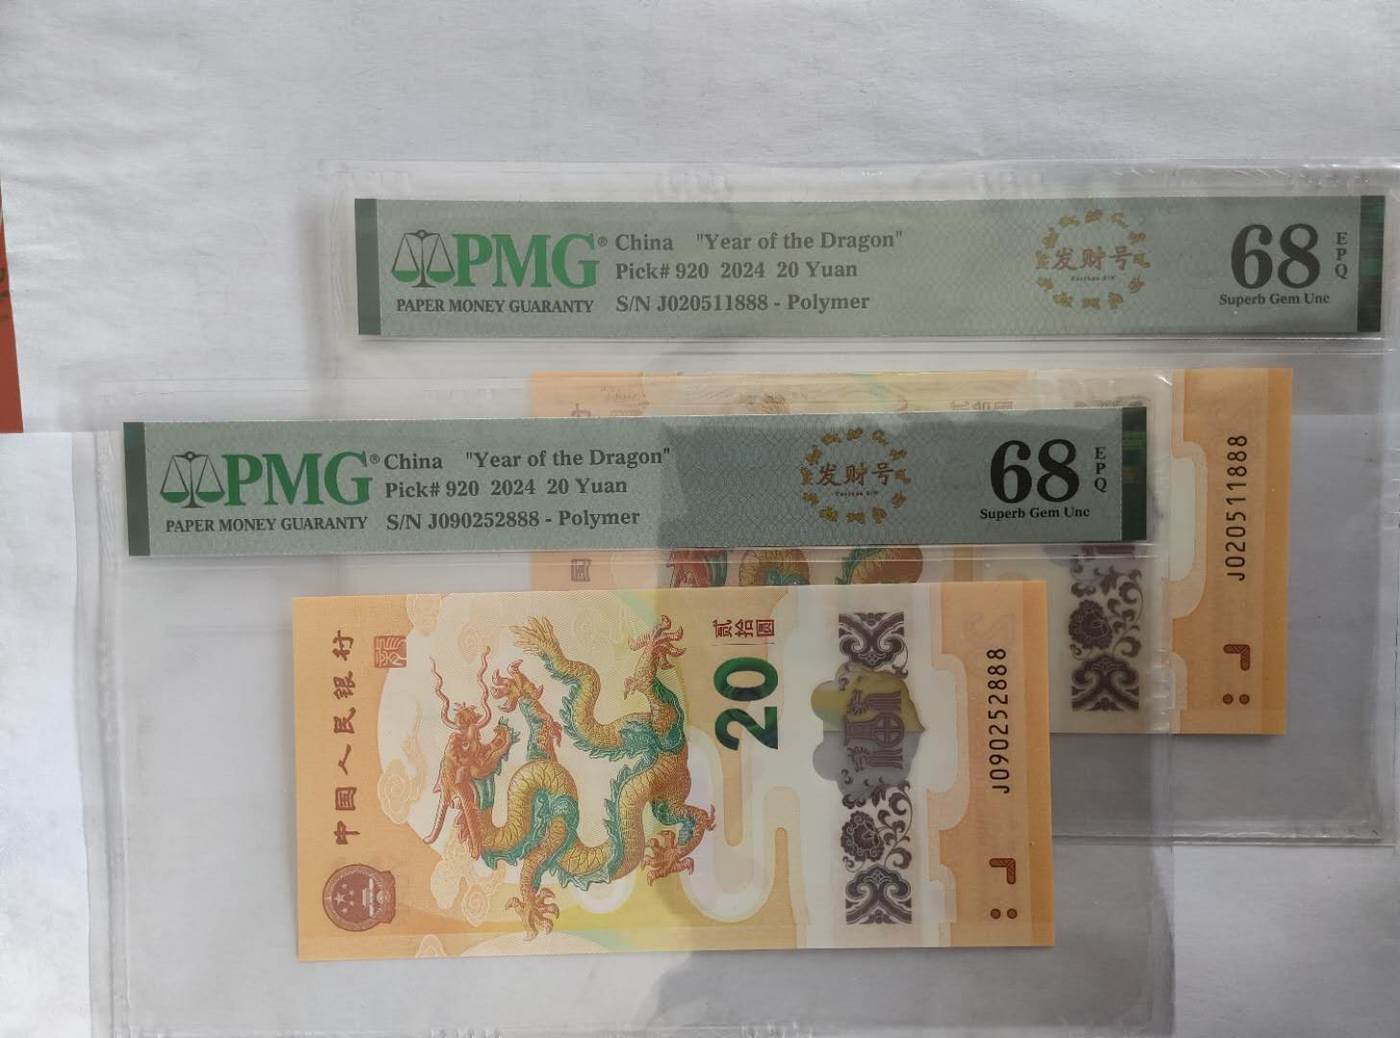 PMG® China "Year of the Dragon"
Pick# 920 2024 20 Yuan
PAPER MONEY GUARANTY S/N J020511888 - Polymer
发财号
68 EPQ
Superb Gem Unc
J020511888
PMG® China "Year of the Dragon"
Pick# 920 2024 20 Yuan
PAPER MONEY GUARANTY S/N J090252888 - Polymer
发财号
68 EPQ
Superb Gem Unc
中国人民银行
贰拾圆
20
J090252888